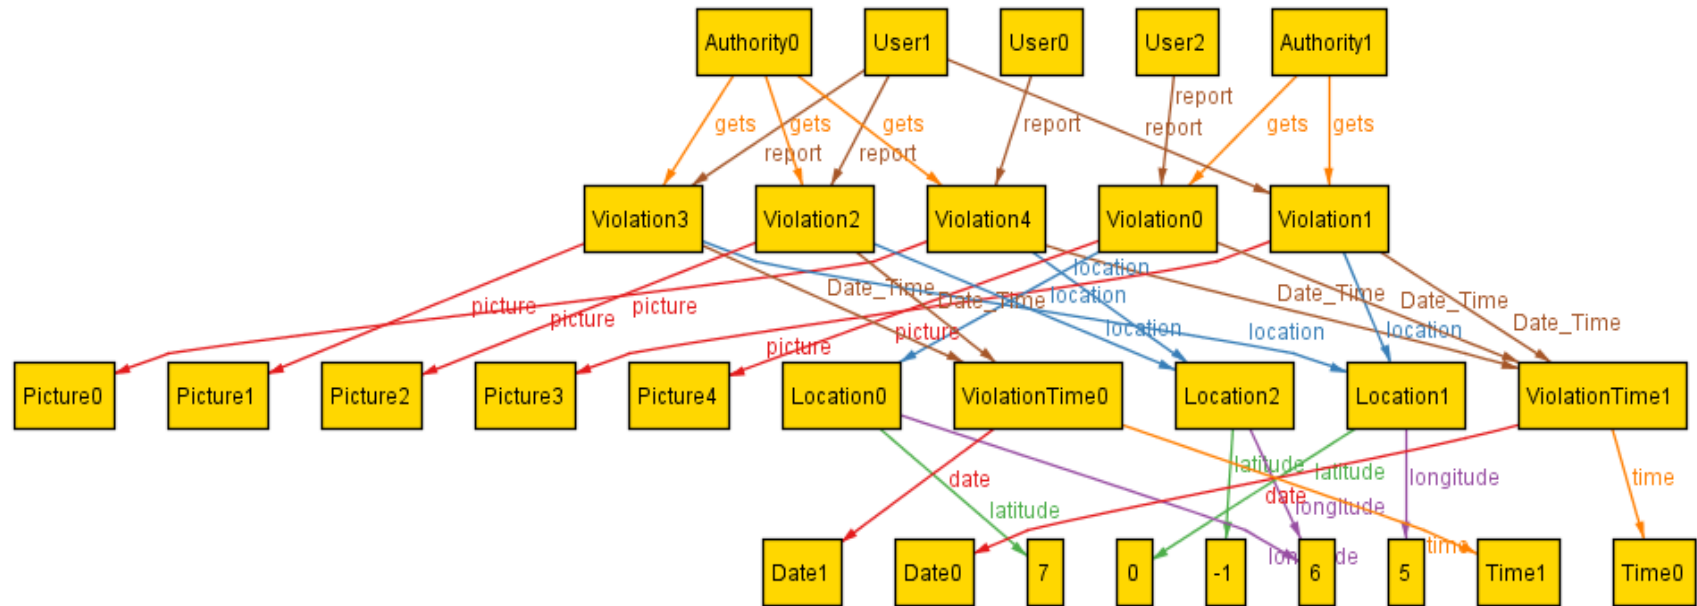 Authority0 User1 User0 User2 Authority1
report
gets gets gets report report gets gets
report report
Violation3 Violation2 Violation4 Violation0 Violation1
location
Date_Time Date_Time location Date_Time Date_Time
picture picture picture picture picture location location location Date_Time
Picture0 Picture1 Picture2 Picture3 Picture4 Location0 ViolationTime0 Location2 Location1 ViolationTime1
latitude latitude longitude time
date latitude date longitude
longitude time
Date1 Date0 7 0 -1 6 5 Time1 Time0